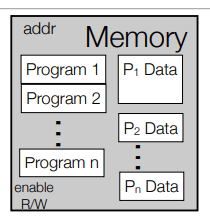 addr
Memory
Program 1
P1 Data
Program 2
P2 Data
Program n
enable
R/W
Pn Data